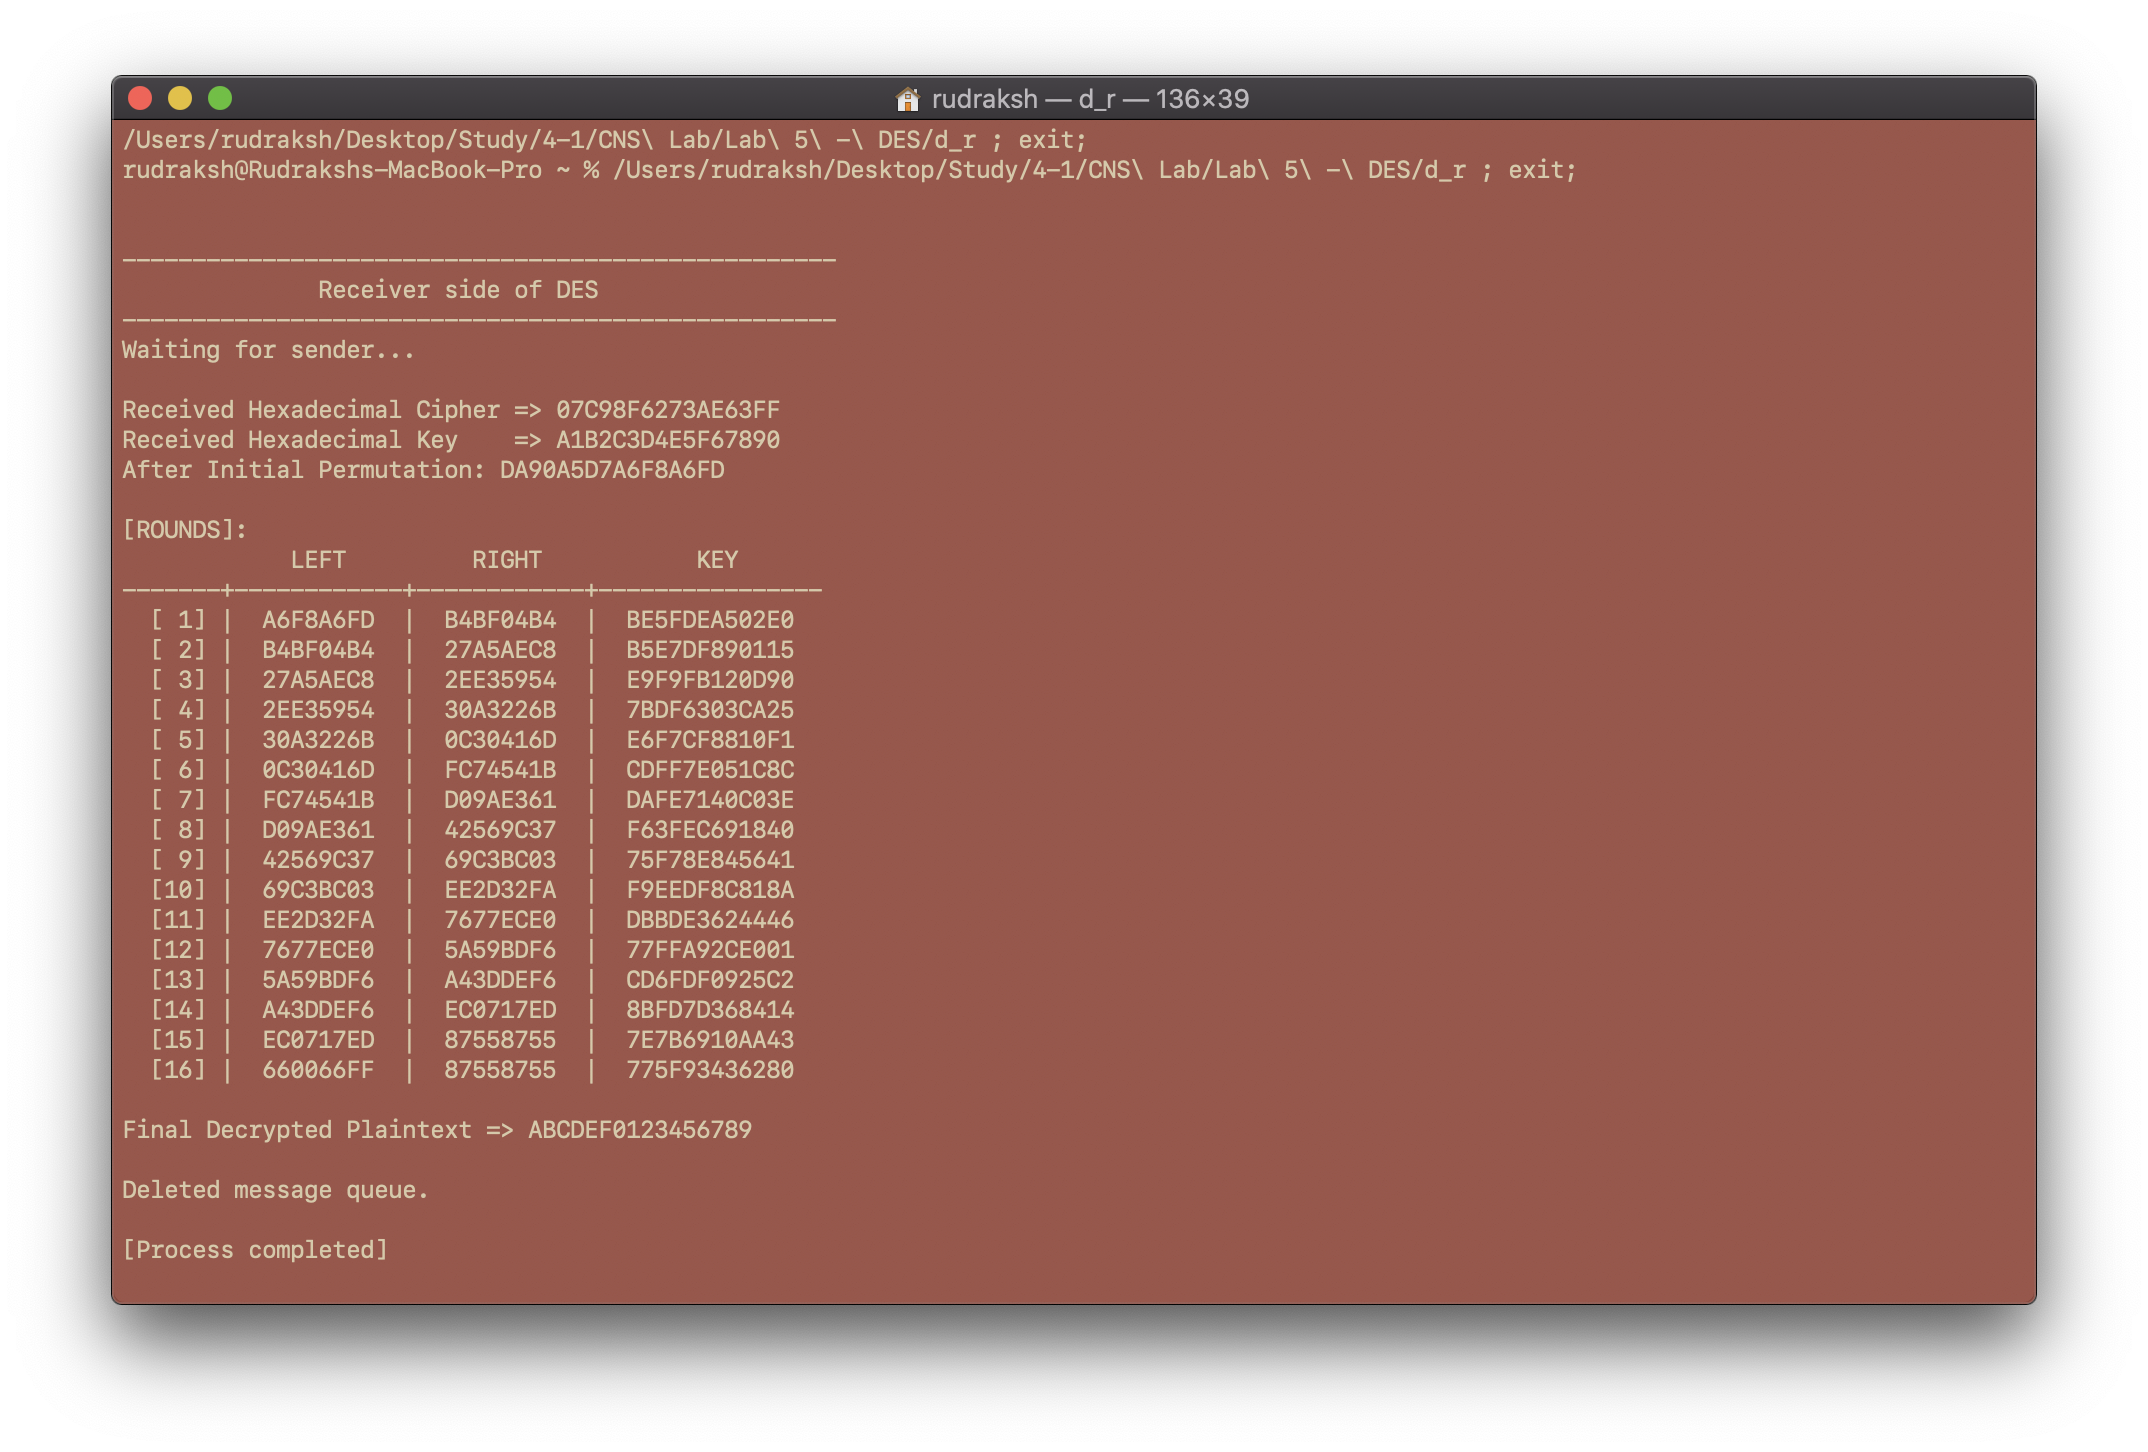 rudraksh — d_r — 136×39
/Users/rudraksh/Desktop/Study/4-1/CNS\ Lab/Lab\ 5\ -\ DES/d_r ; exit;
rudraksh@Rudrakshs-MacBook-Pro ~ % /Users/rudraksh/Desktop/Study/4-1/CNS\ Lab/Lab\ 5\ -\ DES/d_r ; exit;
---------------------------------------------------
              Receiver side of DES
---------------------------------------------------
Waiting for sender...
Received Hexadecimal Cipher => 07C98F6273AE63FF
Received Hexadecimal Key    => A1B2C3D4E5F67890
After Initial Permutation: DA90A5D7A6F8A6FD
[ROUNDS]:
            LEFT         RIGHT           KEY
-------+------------+------------+----------------
  [ 1] |  A6F8A6FD  |  B4BF04B4  |  BE5FDEA502E0
  [ 2] |  B4BF04B4  |  27A5AEC8  |  B5E7DF890115
  [ 3] |  27A5AEC8  |  2EE35954  |  E9F9FB120D90
  [ 4] |  2EE35954  |  30A3226B  |  7BDF6303CA25
  [ 5] |  30A3226B  |  0C30416D  |  E6F7CF8810F1
  [ 6] |  0C30416D  |  FC74541B  |  CDFF7E051C8C
  [ 7] |  FC74541B  |  D09AE361  |  DAFE7140C03E
  [ 8] |  D09AE361  |  42569C37  |  F63FEC691840
  [ 9] |  42569C37  |  69C3BC03  |  75F78E845641
  [10] |  69C3BC03  |  EE2D32FA  |  F9EEDF8C818A
  [11] |  EE2D32FA  |  7677ECE0  |  DBBDE3624446
  [12] |  7677ECE0  |  5A59BDF6  |  77FFA92CE001
  [13] |  5A59BDF6  |  A43DDEF6  |  CD6FDF0925C2
  [14] |  A43DDEF6  |  EC0717ED  |  8BFD7D368414
  [15] |  EC0717ED  |  87558755  |  7E7B6910AA43
  [16] |  660066FF  |  87558755  |  775F93436280
Final Decrypted Plaintext => ABCDEF0123456789
Deleted message queue.
[Process completed]